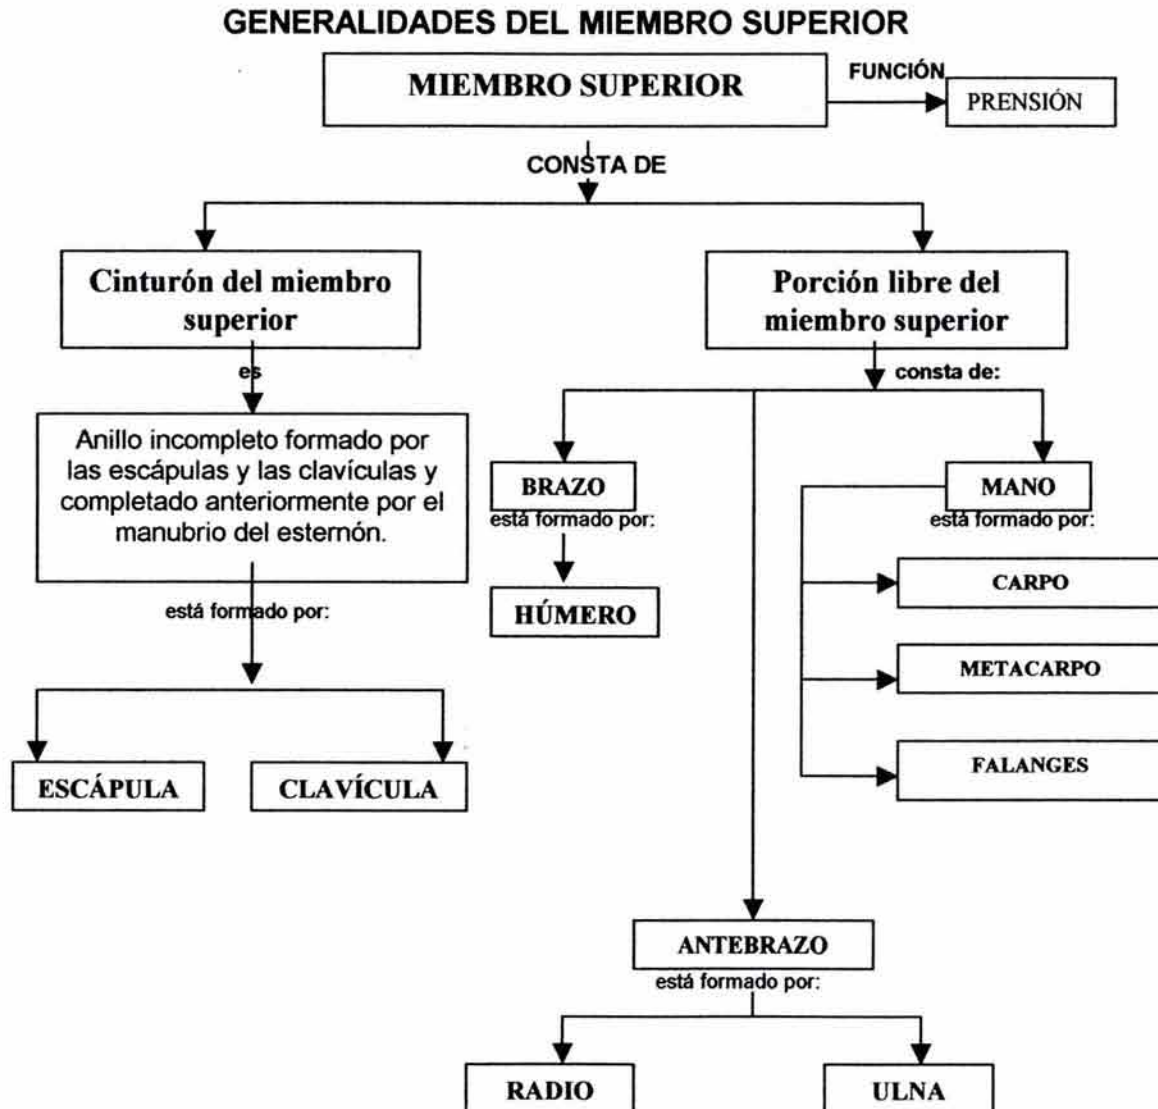 GENERALIDADES DEL MIEMBRO SUPERIOR
MIEMBRO SUPERIOR
FUNCIÓN
PRENSIÓN
CONSTA DE
Cinturón del miembro
superior
Porción libre del
miembro superior
es
consta de:
Anillo incompleto formado por
las escápulas y las clavículas y
completado anteriormente por el
manubrio del esternón.
está formado por:
ESCÁPULA
CLAVÍCULA
BRAZO
está formado por:
HÚMERO
MANO
está formado por:
CARPO
METACARPO
FALANGES
ANTEBRAZO
está formado por:
RADIO
ULNA